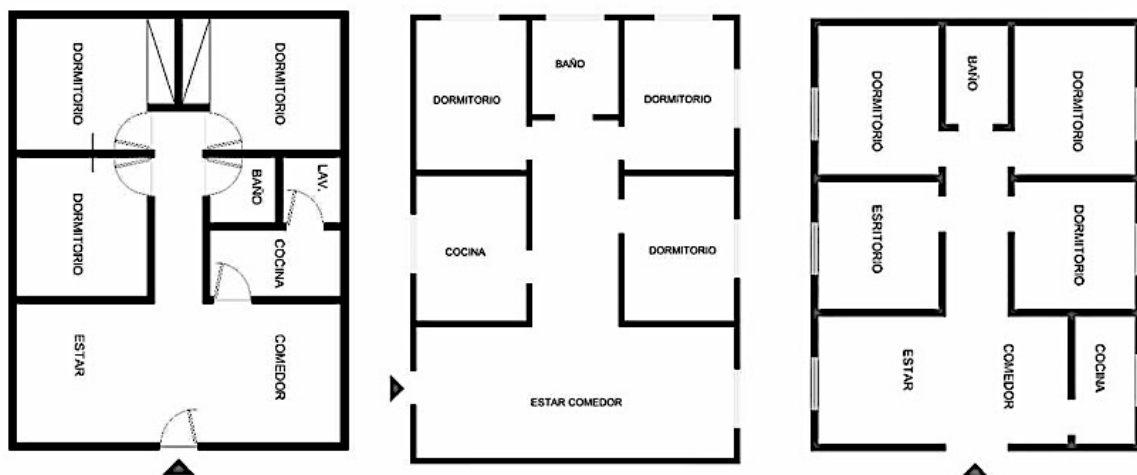 DORMITORIO
DORMITORIO
DORMITORIO
BAÑO
LAV.
COCINA
ESTAR
COMEDOR
BAÑO
DORMITORIO
DORMITORIO
COCINA
DORMITORIO
ESTAR COMEDOR
DORMITORIO
BAÑO
DORMITORIO
ESRITORIO
DORMITORIO
ESTAR
COMEDOR
COCINA